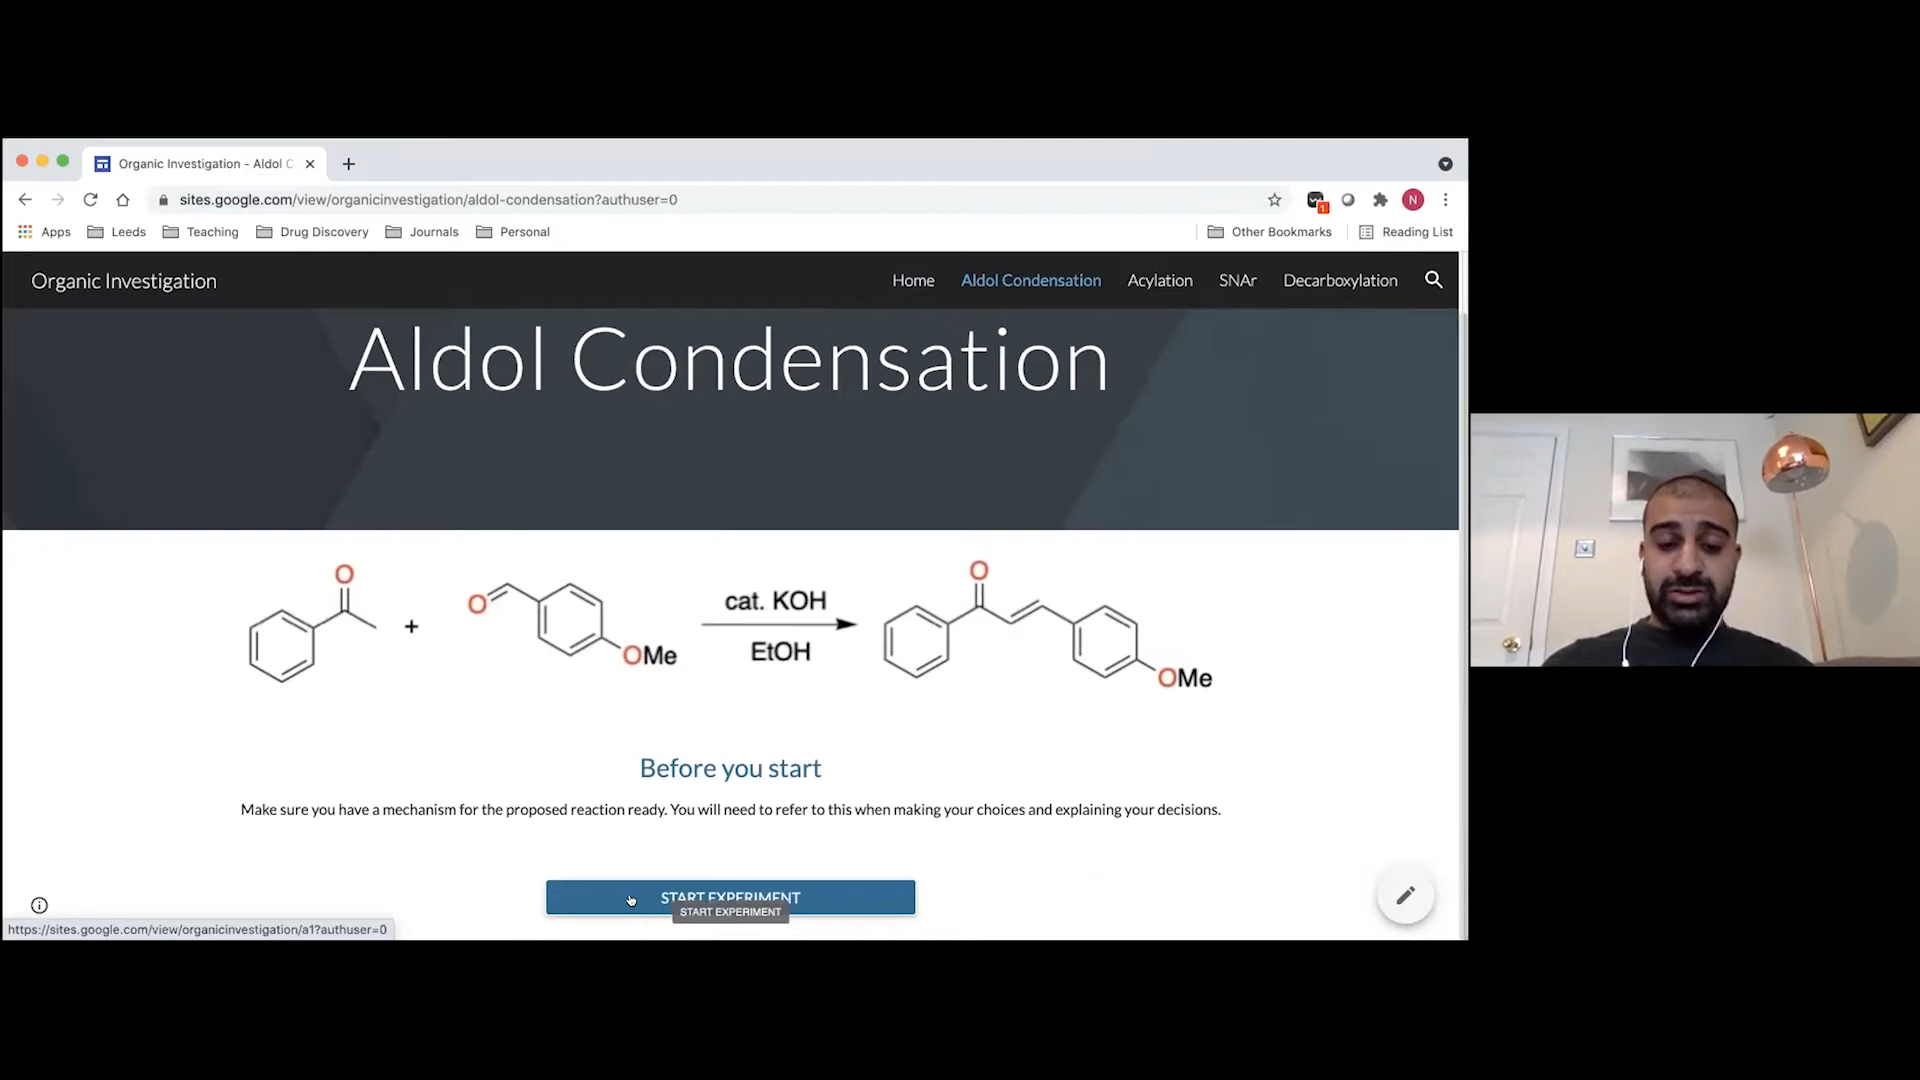 Organic Investigation - Aldol C
sites.google.com/view/organicinvestigation/aldol-condensation?authuser=0
N
1
Apps Leeds Teaching Drug Discovery Journals Personal Other Bookmarks Reading List
Organic Investigation Home Aldol Condensation Acylation SNAr Decarboxylation
Aldol Condensation
O
+
O
OMe
cat. KOH
EtOH
O
OMe
Before you start
Make sure you have a mechanism for the proposed reaction ready. You will need to refer to this when making your choices and explaining your decisions.
START EXPERIMENT
START EXPERIMENT
https://sites.google.com/view/organicinvestigation/a1?authuser=0